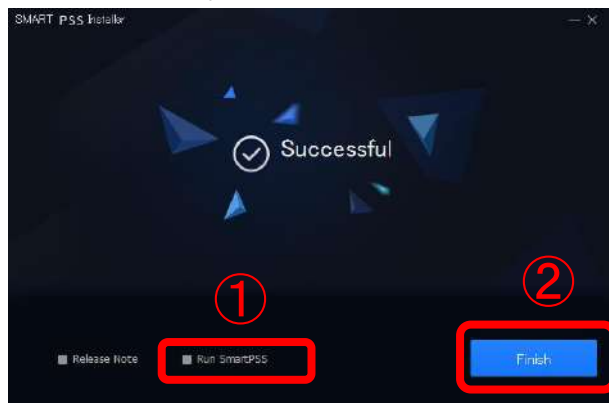 SMART PSS Installer
Successful
①
②
Release Note
Run SmartPSS
Finish